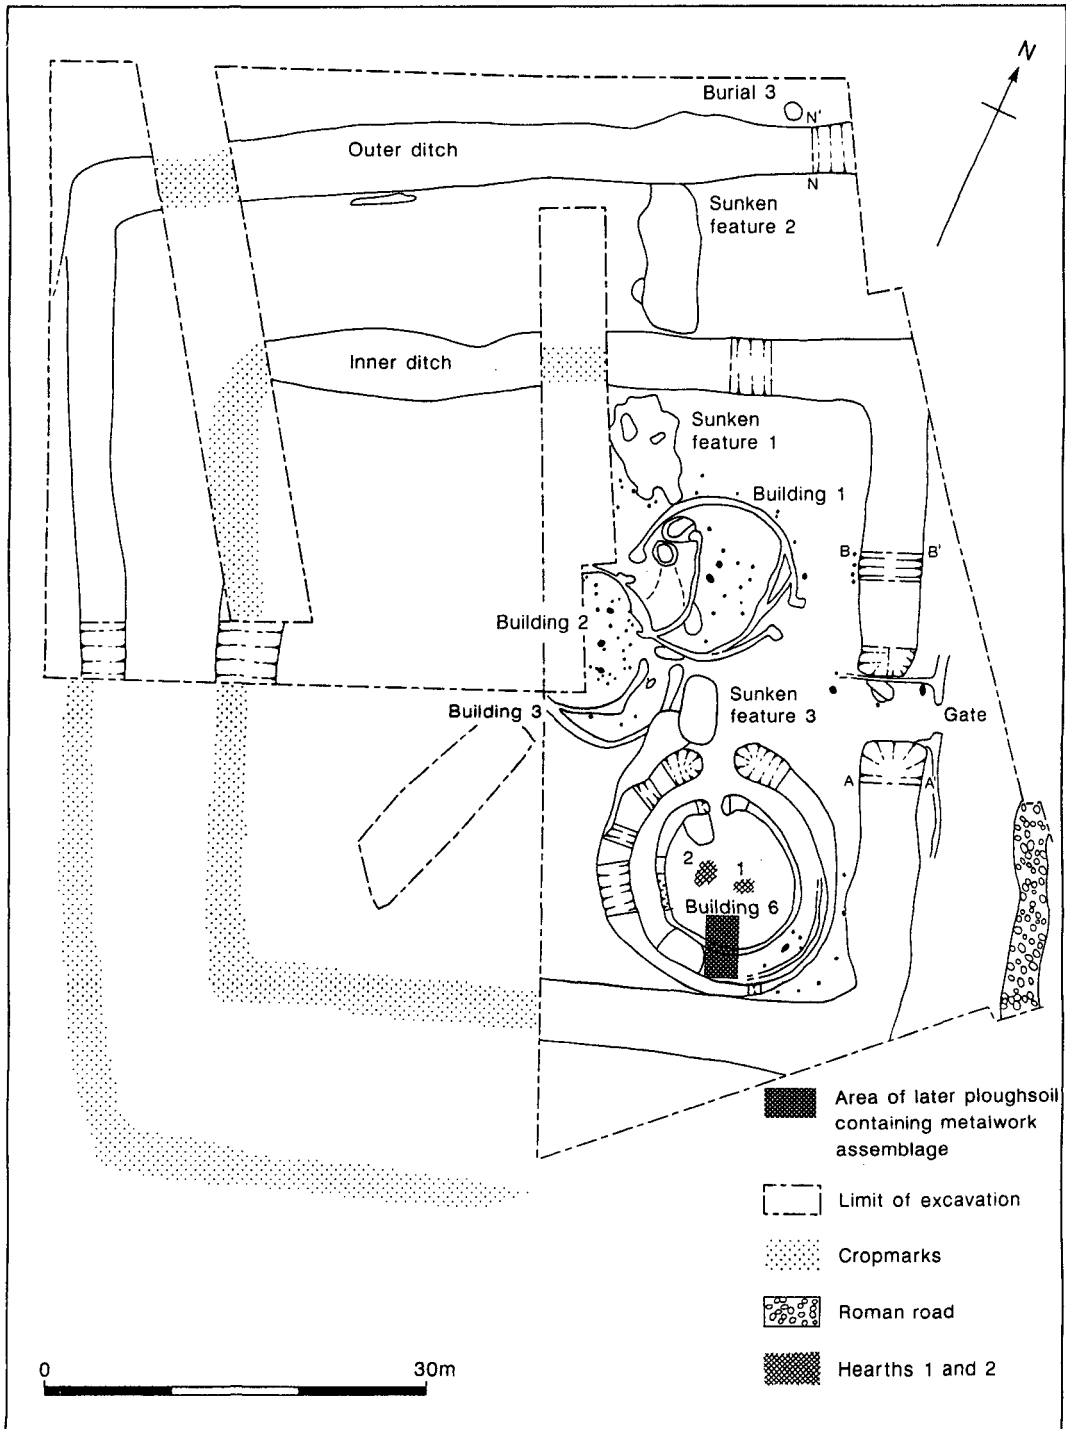 N
Burial 3
N'
Outer ditch
N
Sunken
feature 2
Inner ditch
Sunken
feature 1
Building 1
B
B'
Building 2
Sunken
feature 3
Building 3
Gate
A
A'
2
1
Building 6
Area of later ploughsoil
containing metalwork
assemblage
Limit of excavation
Cropmarks
Roman road
Hearths 1 and 2
0
30m